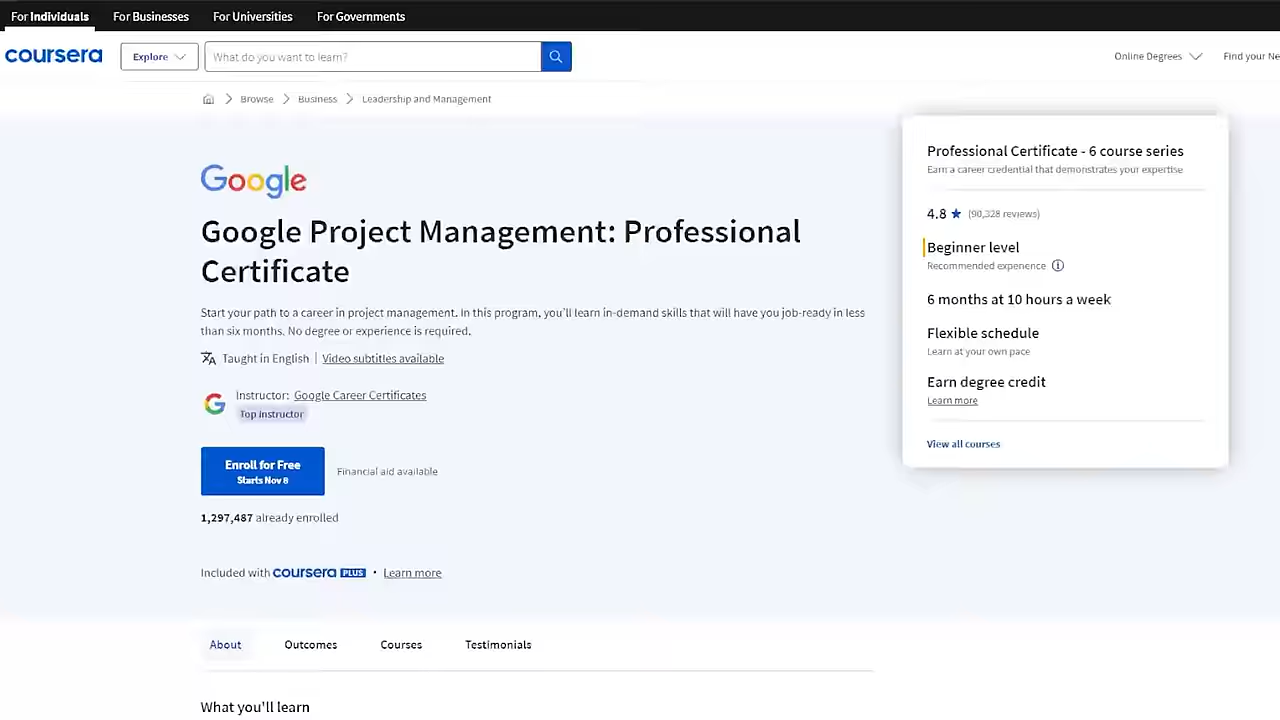 For Individuals For Businesses For Universities For Governments
coursera Explore What do you want to learn? Online Degrees Find your Ne
Browse Business Leadership and Management
Google
Google Project Management: Professional
Certificate
Start your path to a career in project management. In this program, you'll learn in-demand skills that will have you job-ready in less
than six months. No degree or experience is required.
Taught in English | Video subtitles available
Instructor: Google Career Certificates
Top instructor
Enroll for Free
Starts Nov 8
Financial aid available
1,297,487 already enrolled
Included with coursera PLUS • Learn more
Professional Certificate - 6 course series
Earn a career credential that demonstrates your expertise
4.8 ★ (90,328 reviews)
Beginner level
Recommended experience
6 months at 10 hours a week
Flexible schedule
Learn at your own pace
Earn degree credit
Learn more
View all courses
About Outcomes Courses Testimonials
What you'll learn